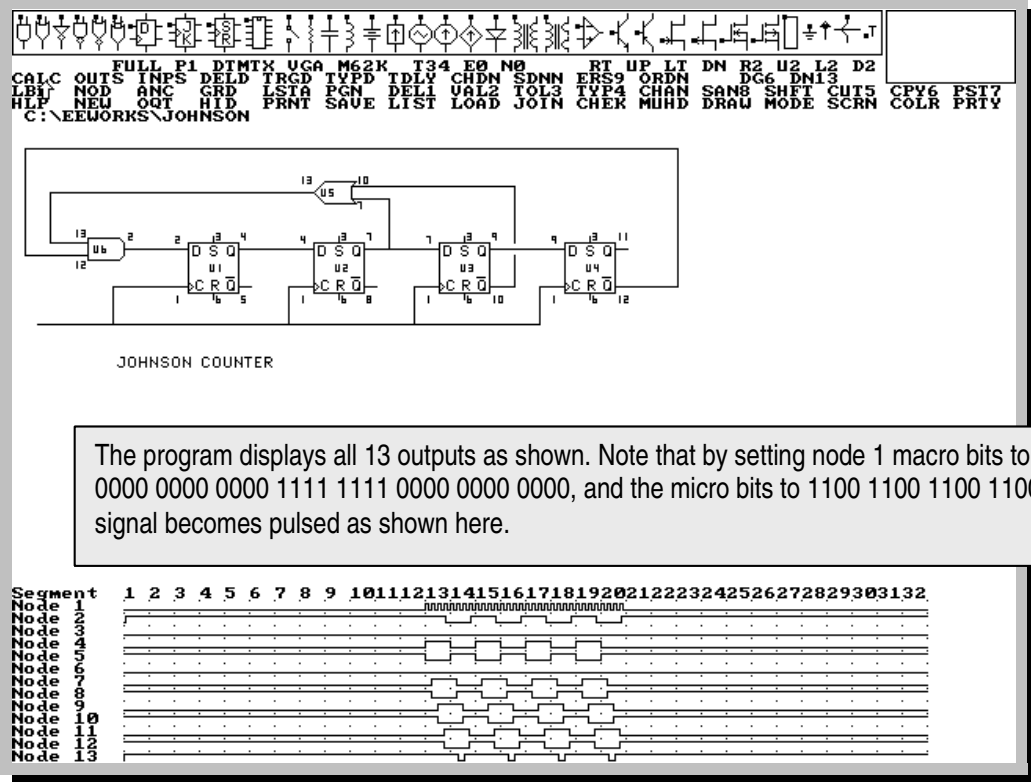 FULL P1 DTMTX VGA M62K T34 E0 N0 RT UP LT DN R2 U2 L2 D2
CALC OUTS INPS DELD TRGD TYPD TDLY CHDN SDNN ERS9 ORDN DG6 DN13
NOD ANC GRD LSTA PGN DEL1 VAL2 TOL3 TYP4 CHAN SAN8 SHFT CUT5 CPY6 PST7
HLP NEW OQT HID PRNT SAVE LIST LOAD JOIN CHEK MUHD DRAW MODE SCRN COLR PRTY
C:\EEWORKS\JOHNSON
13 U5 10 7
13 U6 2 12
2 13 4 D S Q U1 C R Q 1 16 5
4 13 7 D S Q U2 C R Q 1 16 8
7 13 9 D S Q U3 C R Q 1 16 10
9 13 11 D S Q U4 C R Q 1 16 12
JOHNSON COUNTER
The program displays all 13 outputs as shown. Note that by setting node 1 macro bits to
0000 0000 0000 1111 1111 0000 0000 0000, and the micro bits to 1100 1100 1100 110
signal becomes pulsed as shown here.
Segment 1 2 3 4 5 6 7 8 9 10 11 12 13 14 15 16 17 18 19 20 21 22 23 24 25 26 27 28 29 30 31 32
Node 1
Node 2
Node 3
Node 4
Node 5
Node 6
Node 7
Node 8
Node 9
Node 10
Node 11
Node 12
Node 13